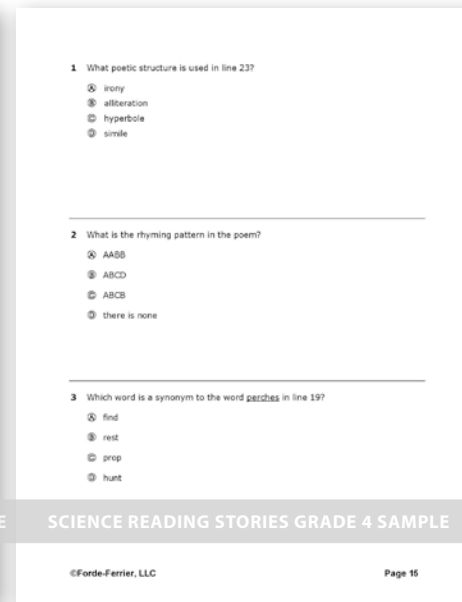 1 What poetic structure is used in line 23?
Ⓐ irony
Ⓑ alliteration
Ⓒ hyperbole
Ⓓ simile
2 What is the rhyming pattern in the poem?
Ⓐ AABB
Ⓑ ABCD
Ⓒ ABCB
Ⓓ there is none
3 Which word is a synonym to the word perches in line 19?
Ⓐ find
Ⓑ rest
Ⓒ prop
Ⓓ hunt
E SCIENCE READING STORIES GRADE 4 SAMPLE
©Forde-Ferrier, LLC Page 15